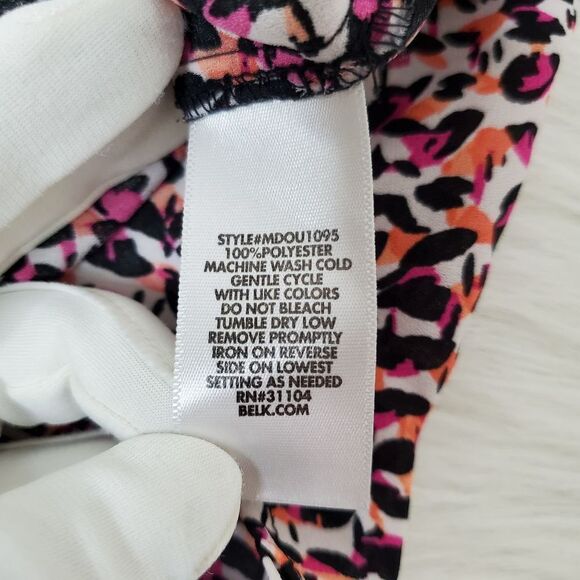 STYLE#MDOU1095
100%POLYESTER
MACHINE WASH COLD
GENTLE CYCLE
WITH LIKE COLORS
DO NOT BLEACH
TUMBLE DRY LOW
REMOVE PROMPTLY
IRON ON REVERSE
SIDE ON LOWEST
SETTING AS NEEDED
RN#31104
BELK.COM